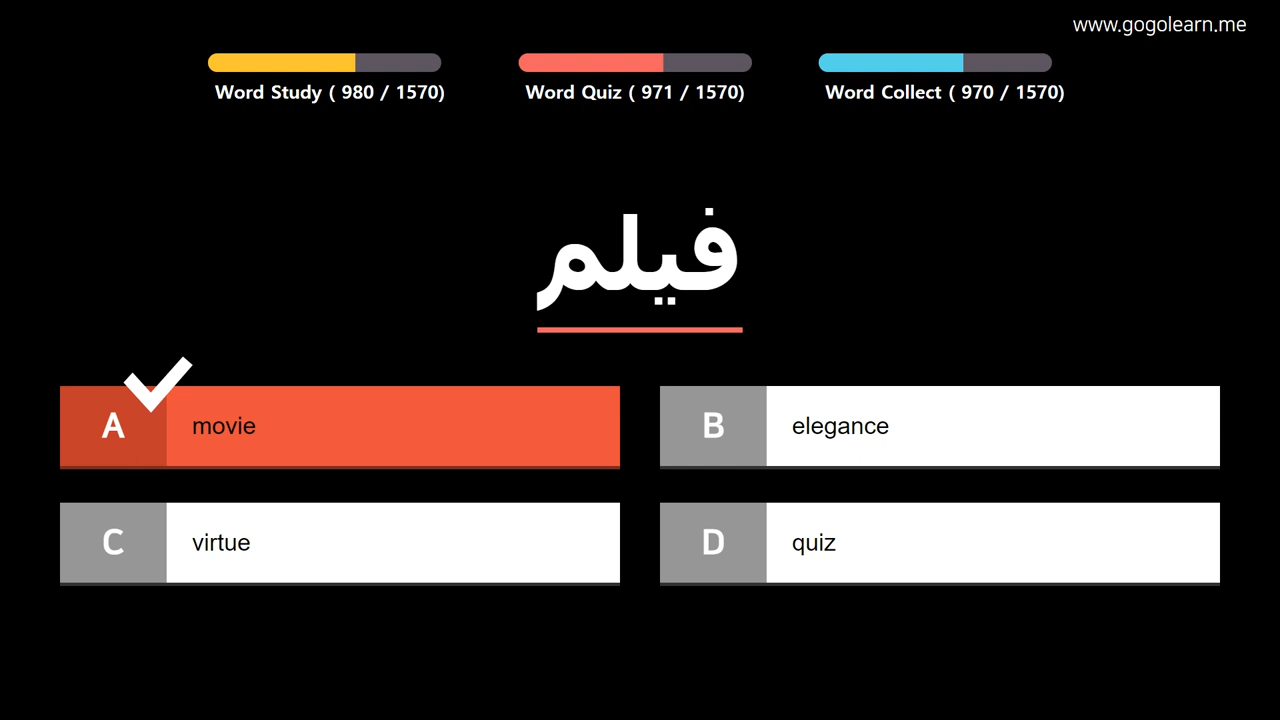 www.gogolearn.me
Word Study ( 980 / 1570)
Word Quiz ( 971 / 1570)
Word Collect ( 970 / 1570)
فيلم
A movie
B elegance
C virtue
D quiz